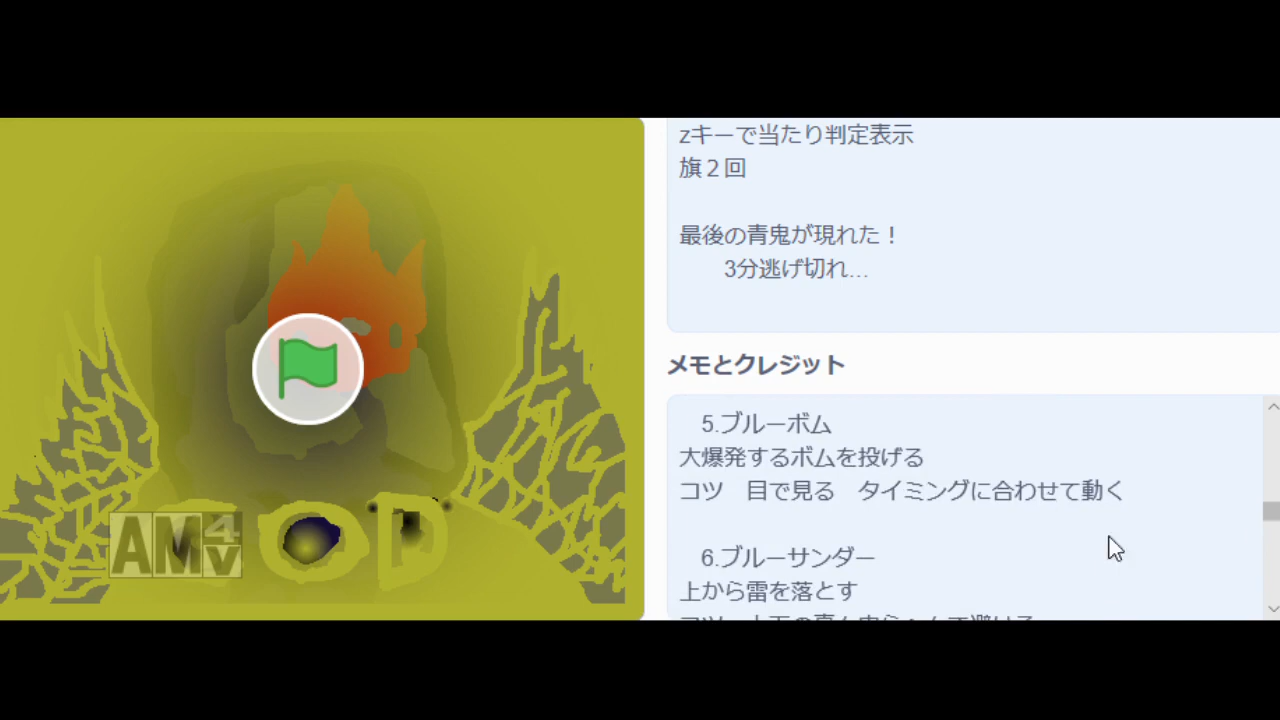 zキーで当たり判定表示
旗２回
最後の青鬼が現れた！
3分逃げ切れ…
メモとクレジット
5.ブルーボム
大爆発するボムを投げる
コツ　目で見る　タイミングに合わせて動く
6.ブルーサンダー
上から雷を落とす
AM4V